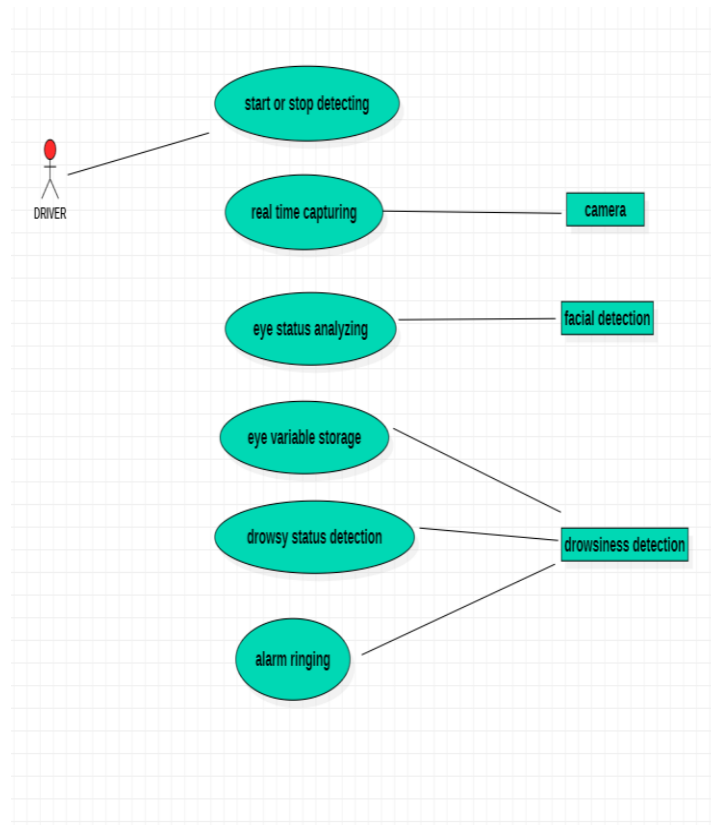 start or stop detecting
DRIVER
real time capturing
camera
eye status analyzing
facial detection
eye variable storage
drowsy status detection
drowsiness detection
alarm ringing